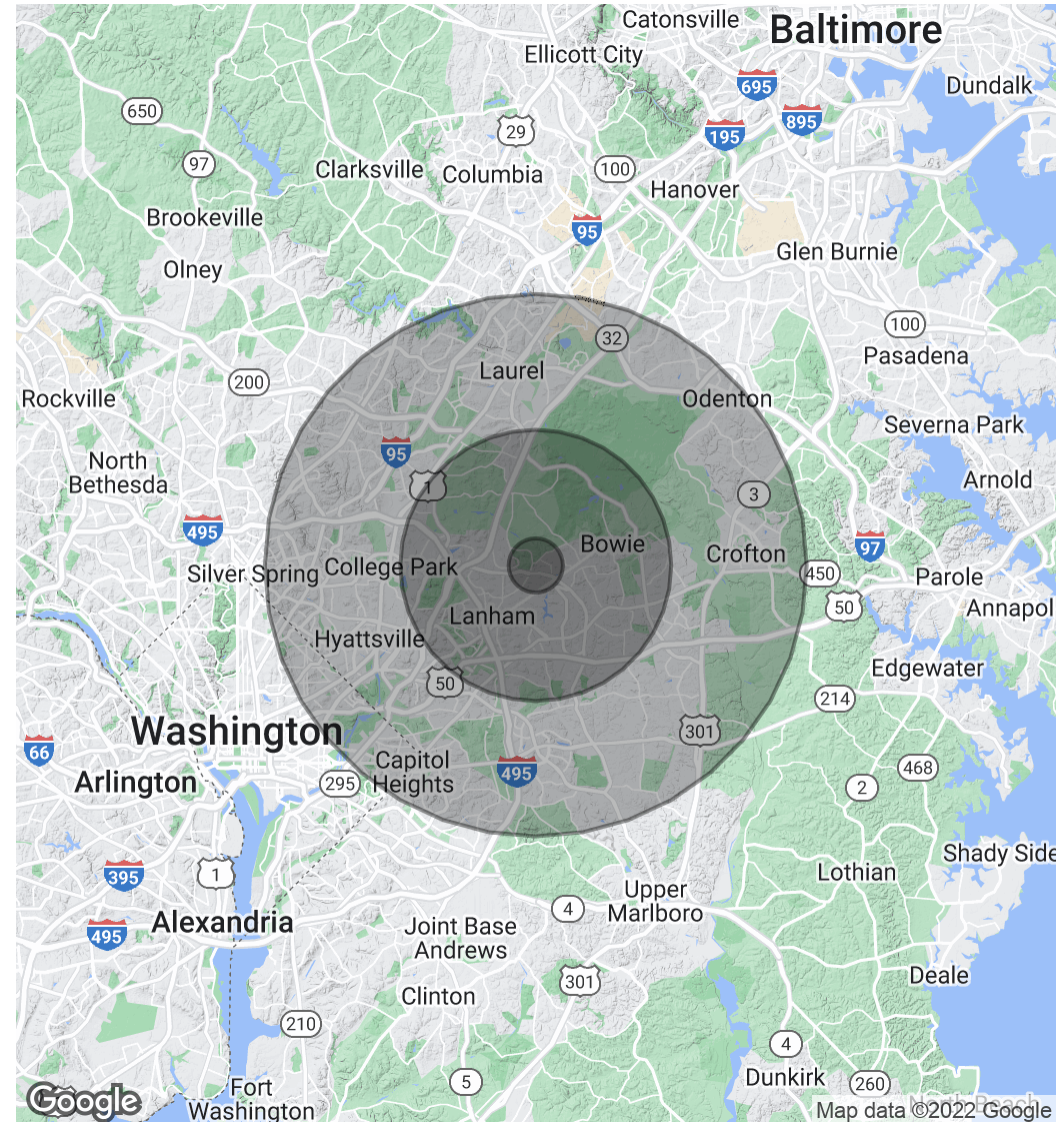 Catonsville
Baltimore
Ellicott City
695
Dundalk
650
895
29
195
97
Clarksville
Columbia
100
Hanover
Brookeville
95
Glen Burnie
Olney
100
32
Pasadena
Laurel
200
Rockville
Odenton
Severna Park
95
North
Bethesda
1
3
Arnold
495
Bowie
97
Crofton
Silver Spring
College Park
450
Parole
50
Annapol
Lanham
Hyattsville
Edgewater
50
214
Washington
301
66
Capitol
Heights
495
468
Arlington
295
2
395
1
Shady Side
Lothian
Upper
Marlboro
4
Alexandria
495
Joint Base
Andrews
301
Deale
Clinton
210
4
5
Dunkirk
260
Fort
Washington
Google
North Beach
Map data ©2022 Google